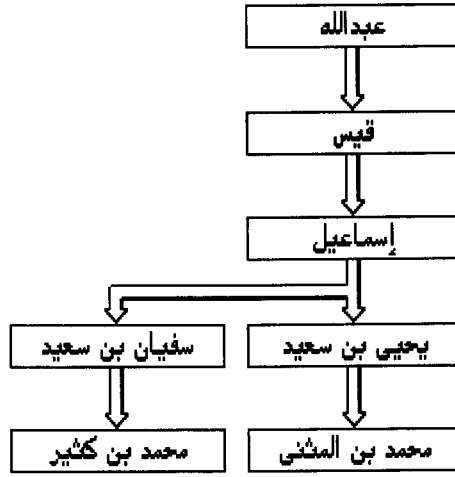 عبدالله
قيس
إسماعيل
يحيى بن سعيد
سفيان بن سعيد
محمد بن المثنى
محمد بن كثير